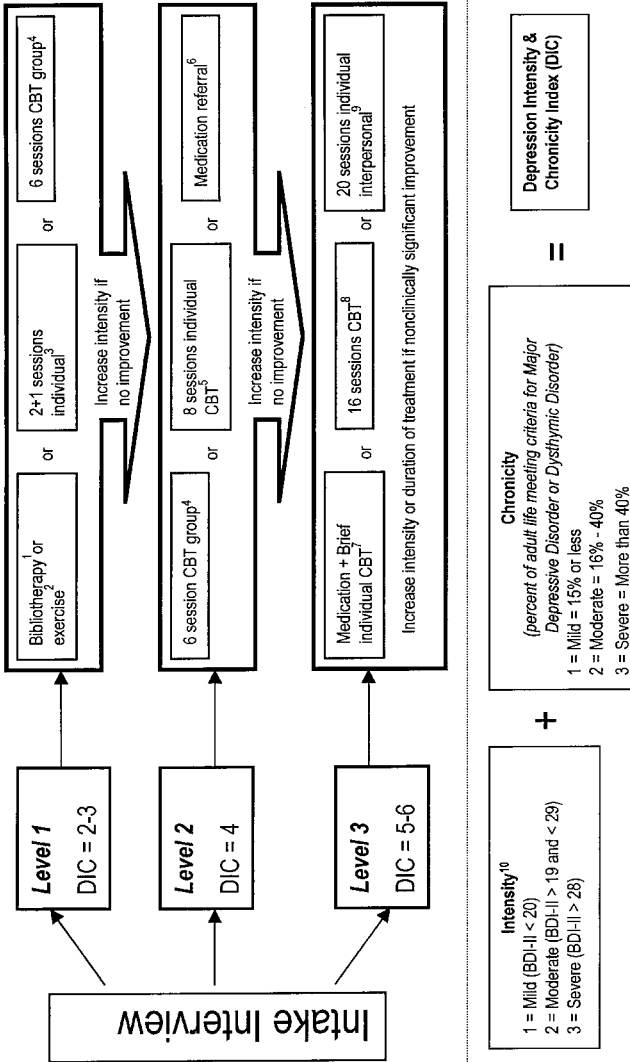 Intake Interview
Level 1
DIC = 2-3
Bibliotherapy1 or
exercise2
or
2+1 sessions
individual3
or
6 sessions CBT group4
Increase intensity if
no improvement
Level 2
DIC = 4
6 session CBT group4
or
8 sessions individual
CBT5
or
Medication referral6
Increase intensity if
no improvement
Level 3
DIC = 5-6
Medication + Brief
individual CBT7
or
16 sessions CBT8
or
20 sessions individual
interpersonal9
Increase intensity or duration of treatment if nonclinically significant improvement
Intensity10
1 = Mild (BDI-II < 20)
2 = Moderate (BDI-II > 19 and < 29)
3 = Severe (BDI-II > 28)
+
Chronicity
(percent of adult life meeting criteria for Major
Depressive Disorder or Dysthymic Disorder)
1 = Mild = 15% or less
2 = Moderate = 16% - 40%
3 = Severe = More than 40%
=
Depression Intensity &
Chronicity Index (DIC)